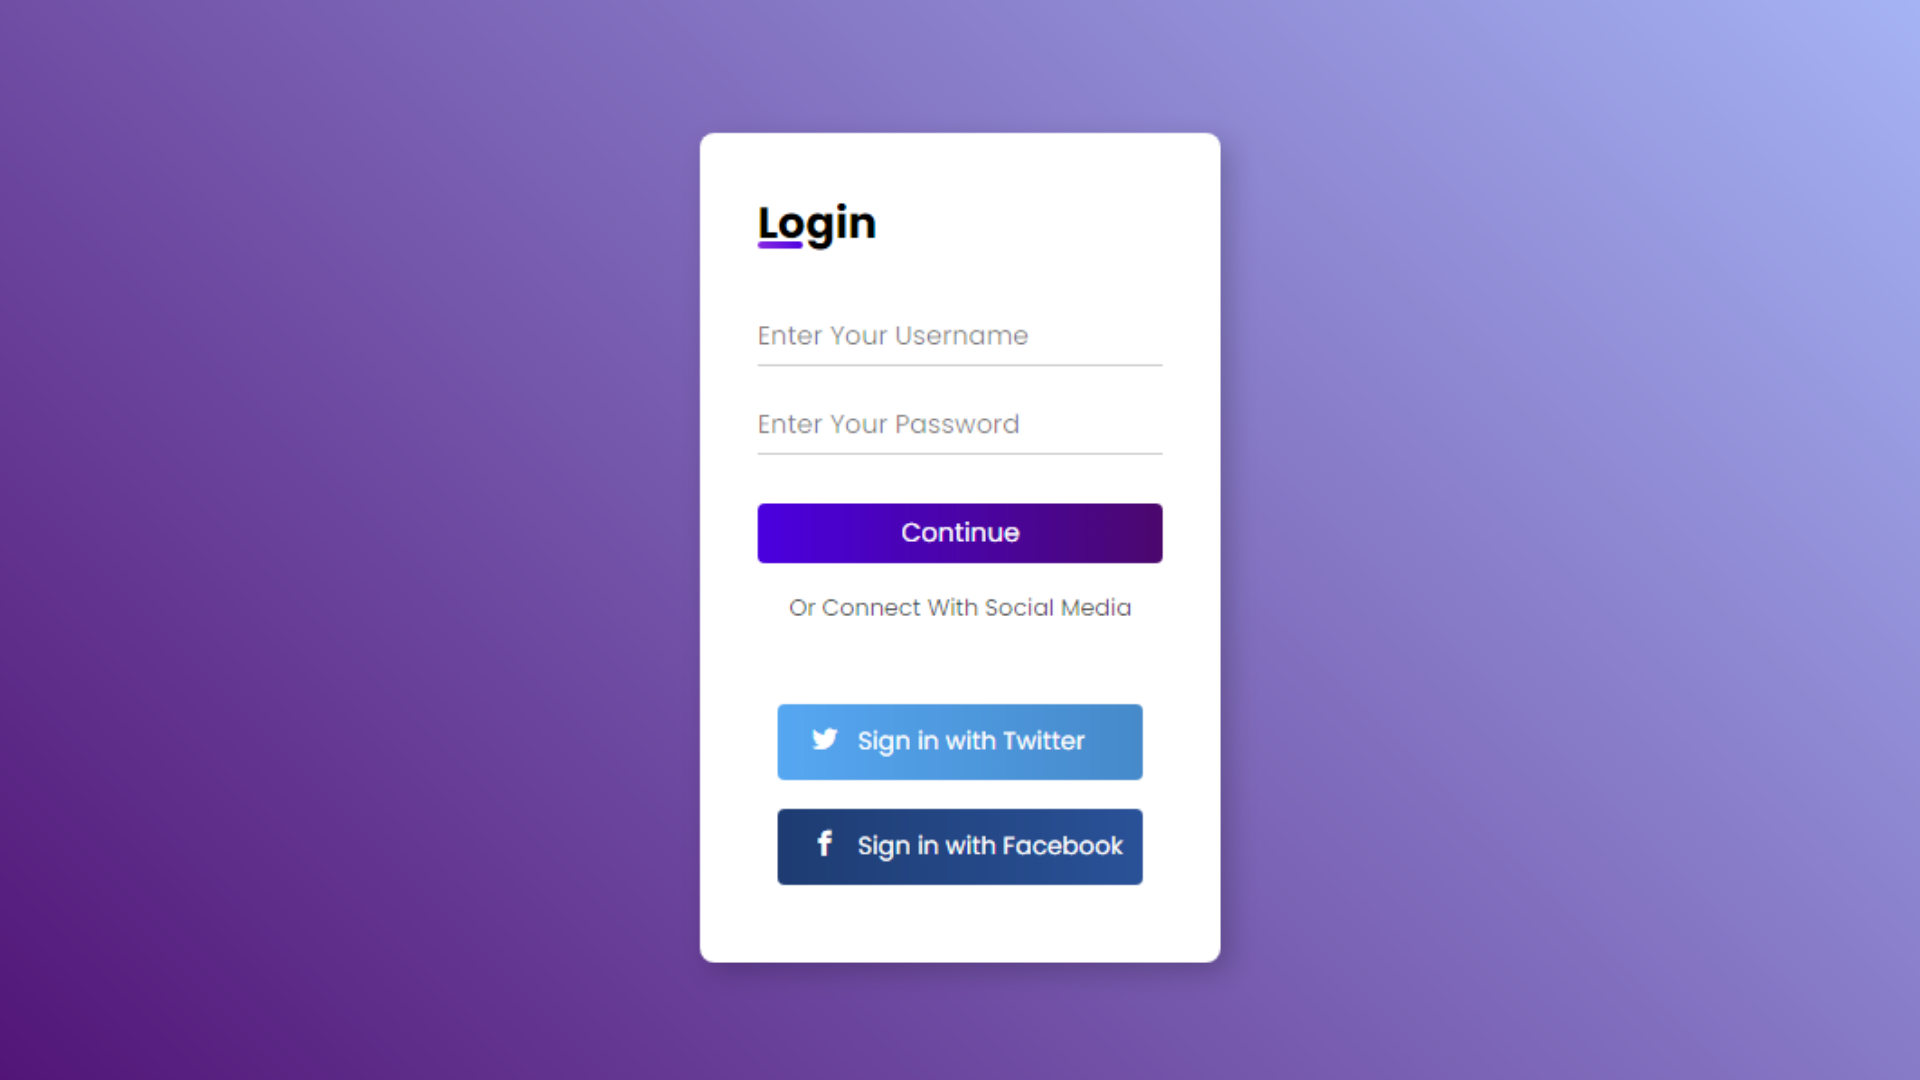 Login
Enter Your Username
Enter Your Password
Continue
Or Connect With Social Media
Sign in with Twitter
Sign in with Facebook